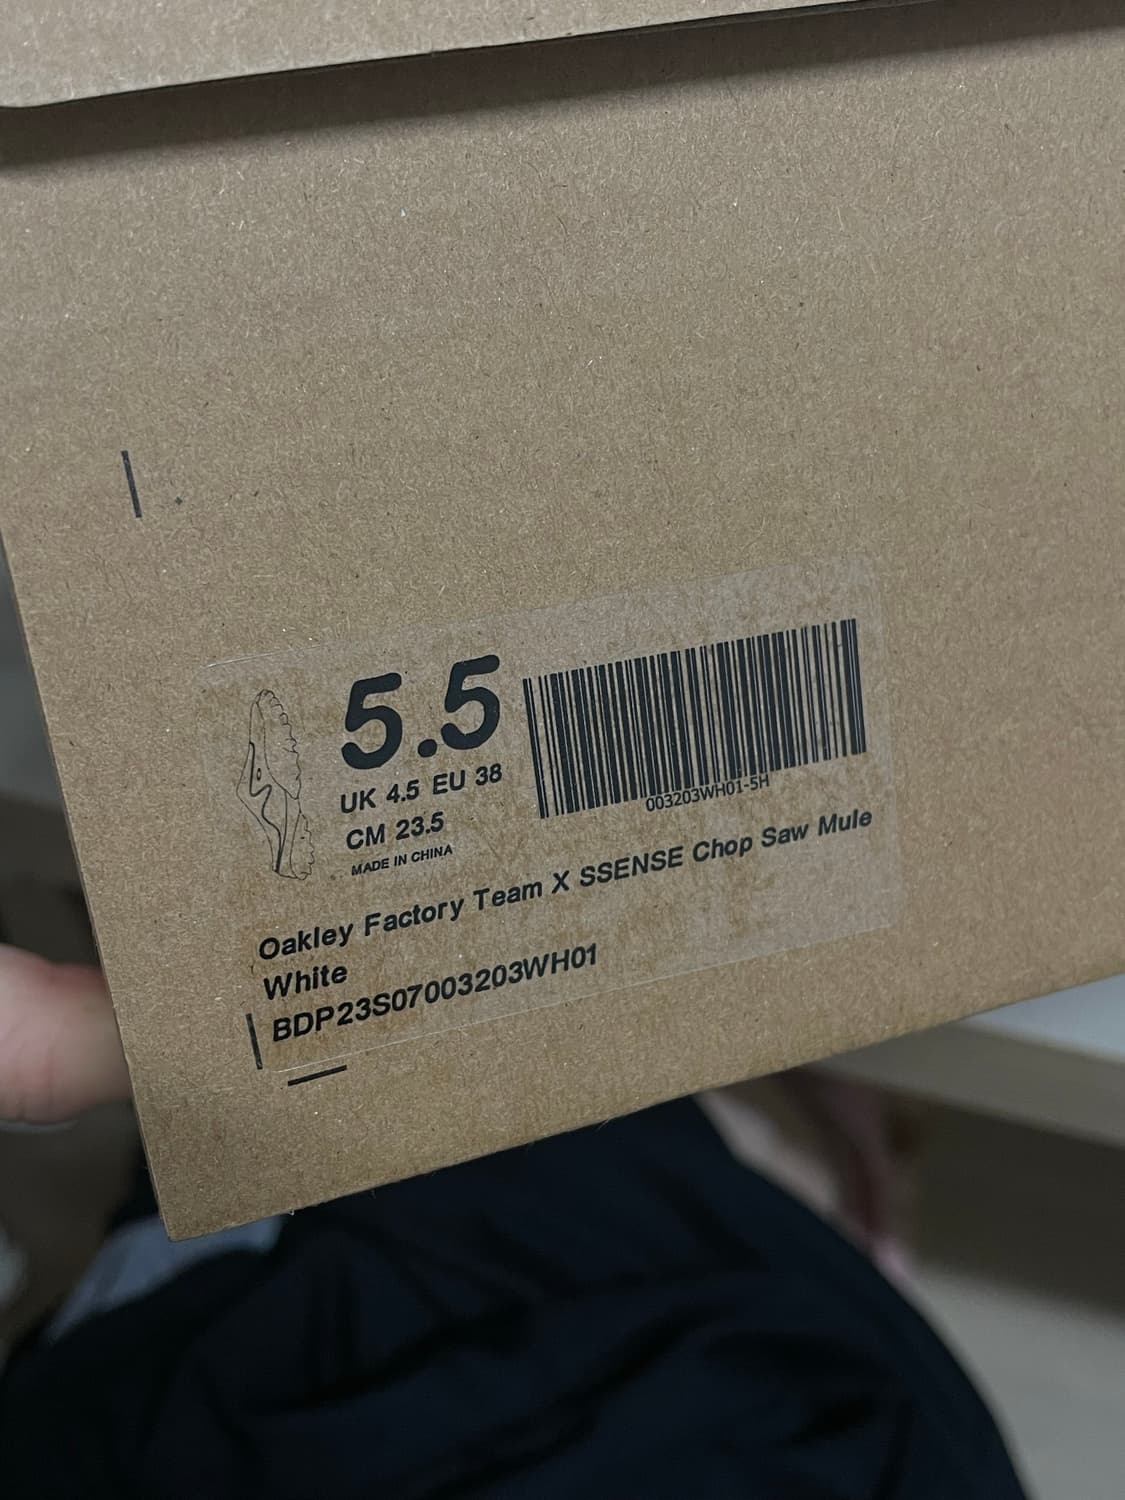 5.5
UK 4.5 EU 38
CM 23.5
MADE IN CHINA
003203WH01-5H
Oakley Factory Team X SSENSE Chop Saw Mule
White
BDP23S07003203WH01